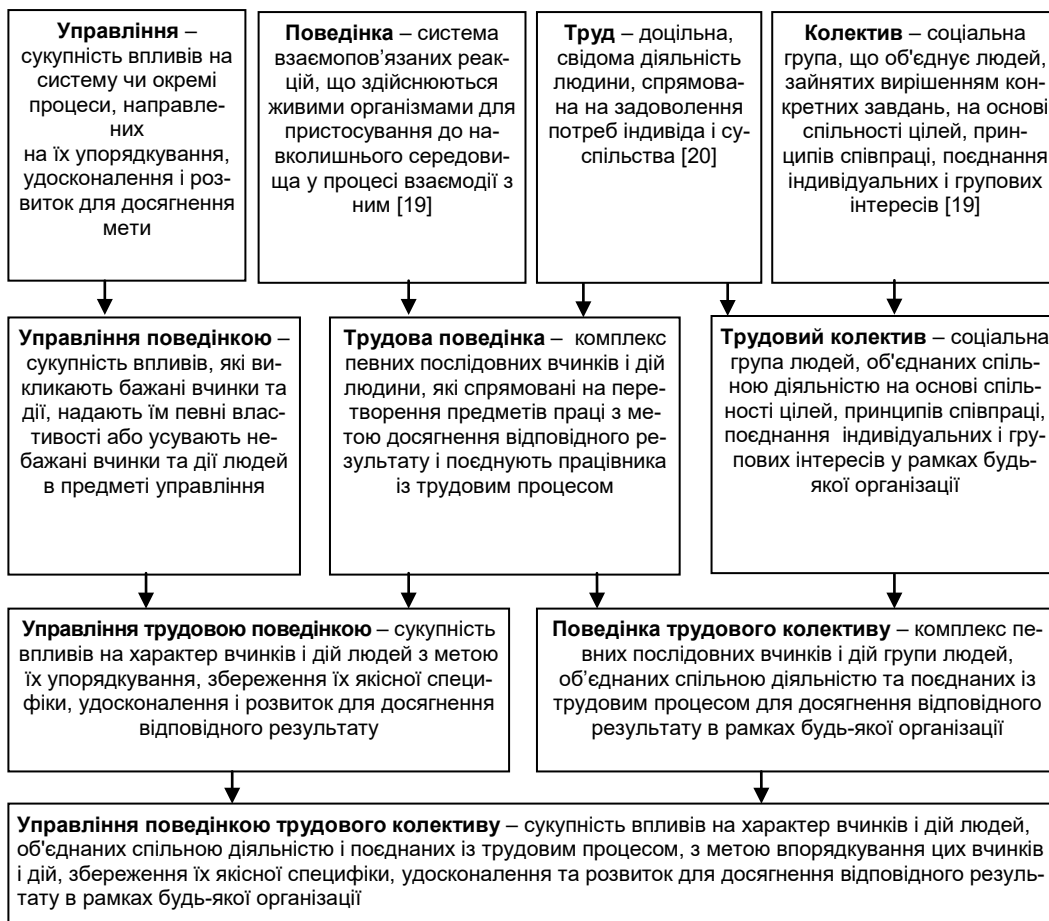 Управління –
сукупність впливів на
систему чи окремі
процеси, направле-
них
на їх упорядкування,
удосконалення і роз-
виток для досягнення
мети
Поведінка – система
взаємопов’язаних реак-
цій, що здійснюються
живими організмами для
пристосування до на-
вколишнього середови-
ща у процесі взаємодії з
ним [19]
Труд – доцільна,
свідома діяльність
людини, спрямова-
на на задоволення
потреб індивіда і су-
спільства [20]
Колектив – соціальна
група, що об'єднує людей,
зайнятих вирішенням кон-
кретних завдань, на основі
спільності цілей, прин-
ципів співпраці, поєднання
індивідуальних і групових
інтересів [19]
Управління поведінкою –
сукупність впливів, які ви-
кликають бажані вчинки та
дії, надають їм певні влас-
тивості або усувають не-
бажані вчинки та дії людей
в предметі управління
Трудова поведінка – комплекс
певних послідовних вчинків і дій
людини, які спрямовані на пере-
творення предметів праці з ме-
тою досягнення відповідного ре-
зультату і поєднують працівника
із трудовим процесом
Трудовий колектив – соціальна
група людей, об'єднаних спіль-
ною діяльністю на основі спіль-
ності цілей, принципів співпраці,
поєднання індивідуальних і гру-
пових інтересів у рамках будь-
якої організації
Управління трудовою поведінкою – сукупність
впливів на характер вчинків і дій людей з метою
їх упорядкування, збереження їх якісної специ-
фіки, удосконалення і розвиток для досягнення
відповідного результату
Поведінка трудового колективу – комплекс пе-
вних послідовних вчинків і дій групи людей,
об’єднаних спільною діяльністю та поєднаних із
трудовим процесом для досягнення відповідного
результату в рамках будь-якої організації
Управління поведінкою трудового колективу – сукупність впливів на характер вчинків і дій людей,
об'єднаних спільною діяльністю і поєднаних із трудовим процесом, з метою впорядкування цих вчинків
і дій, збереження їх якісної специфіки, удосконалення та розвиток для досягнення відповідного резуль-
тату в рамках будь-якої організації